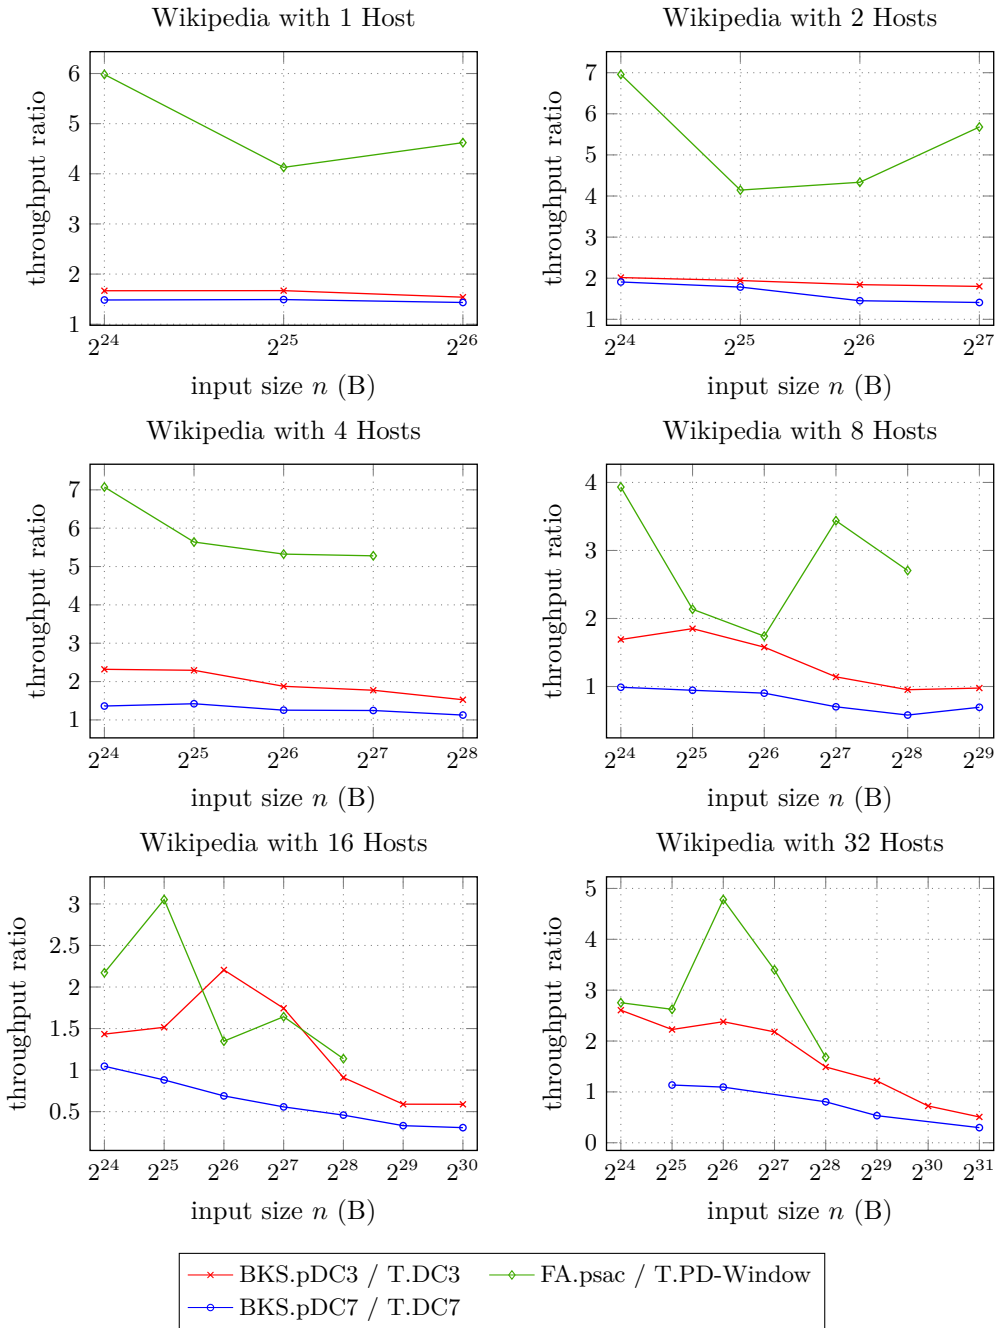 Wikipedia with 1 Host
throughput ratio
6
5
4
3
2
1
2^24 2^25 2^26
input size n (B)
Wikipedia with 2 Hosts
throughput ratio
7
6
5
4
3
2
1
2^24 2^25 2^26 2^27
input size n (B)
Wikipedia with 4 Hosts
throughput ratio
7
6
5
4
3
2
1
2^24 2^25 2^26 2^27 2^28
input size n (B)
Wikipedia with 8 Hosts
throughput ratio
4
3
2
1
2^24 2^25 2^26 2^27 2^28 2^29
input size n (B)
Wikipedia with 16 Hosts
throughput ratio
3
2.5
2
1.5
1
0.5
2^24 2^25 2^26 2^27 2^28 2^29 2^30
input size n (B)
Wikipedia with 32 Hosts
throughput ratio
5
4
3
2
1
0
2^24 2^25 2^26 2^27 2^28 2^29 2^30 2^31
input size n (B)
BKS.pDC3 / T.DC3
FA.psac / T.PD-Window
BKS.pDC7 / T.DC7